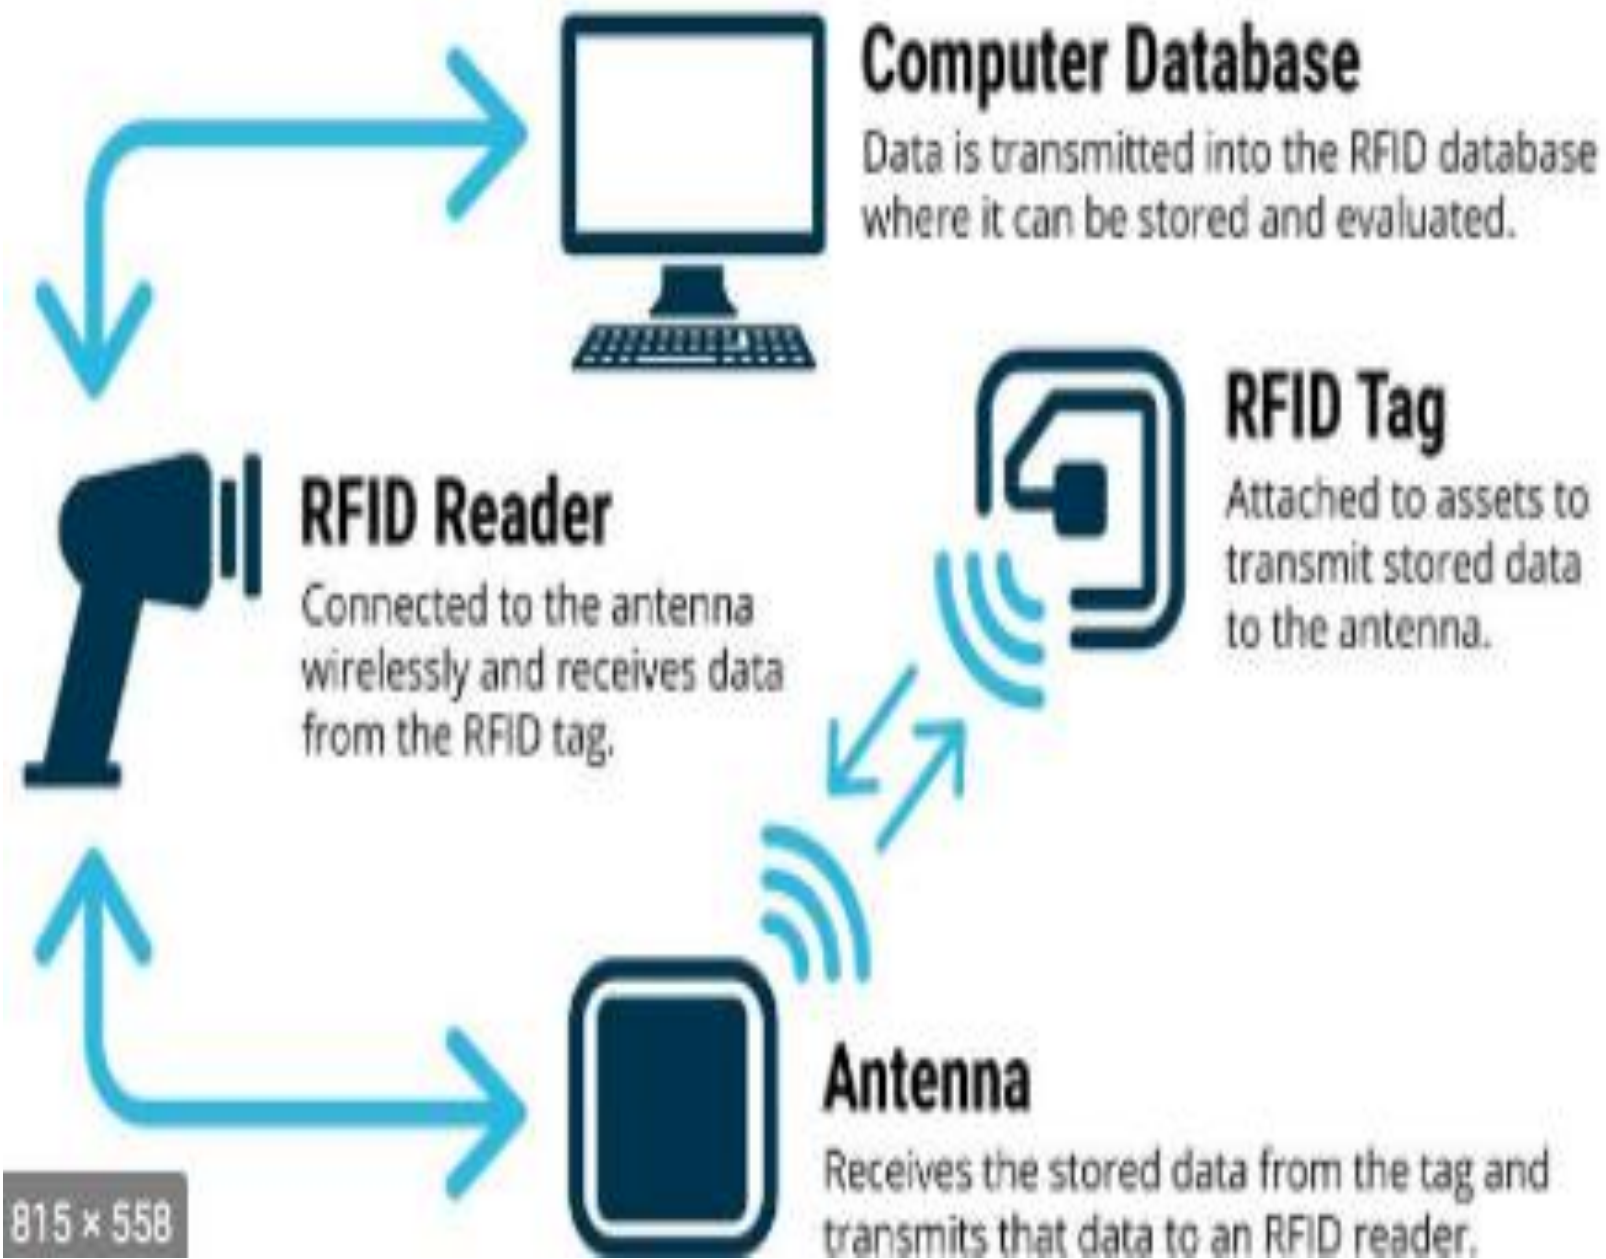 Computer Database
Data is transmitted into the RFID database
where it can be stored and evaluated.
RFID Tag
Attached to assets to
transmit stored data
to the antenna.
RFID Reader
Connected to the antenna
wirelessly and receives data
from the RFID tag.
Antenna
Receives the stored data from the tag and
transmits that data to an RFID reader.
815 × 558